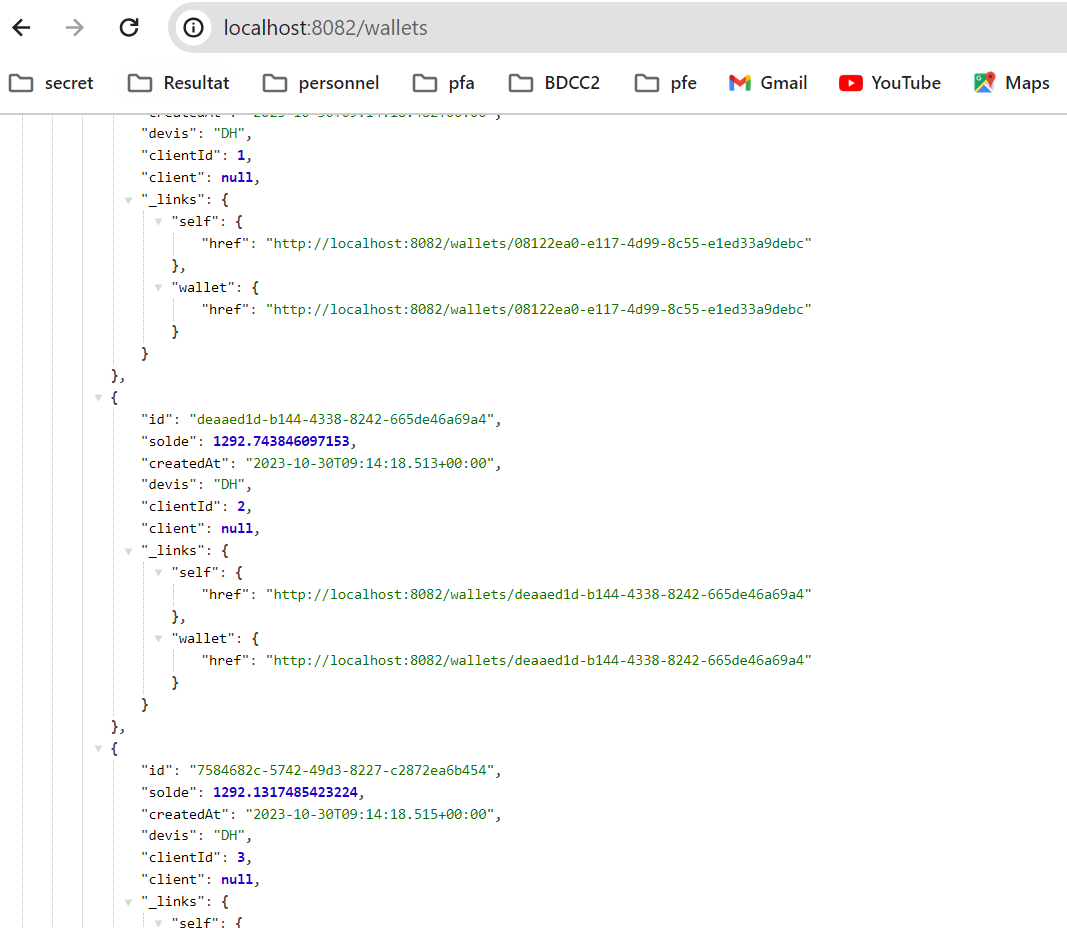 localhost:8082/wallets
secret Resultat personnel pfa BDCC2 pfe Gmail YouTube Maps
"devis": "DH",
"clientId": 1,
"client": null,
"_links": {
"self": {
"href": "http://localhost:8082/wallets/08122ea0-e117-4d99-8c55-e1ed33a9debc"
},
"wallet": {
"href": "http://localhost:8082/wallets/08122ea0-e117-4d99-8c55-e1ed33a9debc"
}
}
},
{
"id": "deaaed1d-b144-4338-8242-665de46a69a4",
"solde": 1292.743846097153,
"createdAt": "2023-10-30T09:14:18.513+00:00",
"devis": "DH",
"clientId": 2,
"client": null,
"_links": {
"self": {
"href": "http://localhost:8082/wallets/deaaed1d-b144-4338-8242-665de46a69a4"
},
"wallet": {
"href": "http://localhost:8082/wallets/deaaed1d-b144-4338-8242-665de46a69a4"
}
}
},
{
"id": "7584682c-5742-49d3-8227-c2872ea6b454",
"solde": 1292.1317485423224,
"createdAt": "2023-10-30T09:14:18.515+00:00",
"devis": "DH",
"clientId": 3,
"client": null,
"_links": {
"self": {